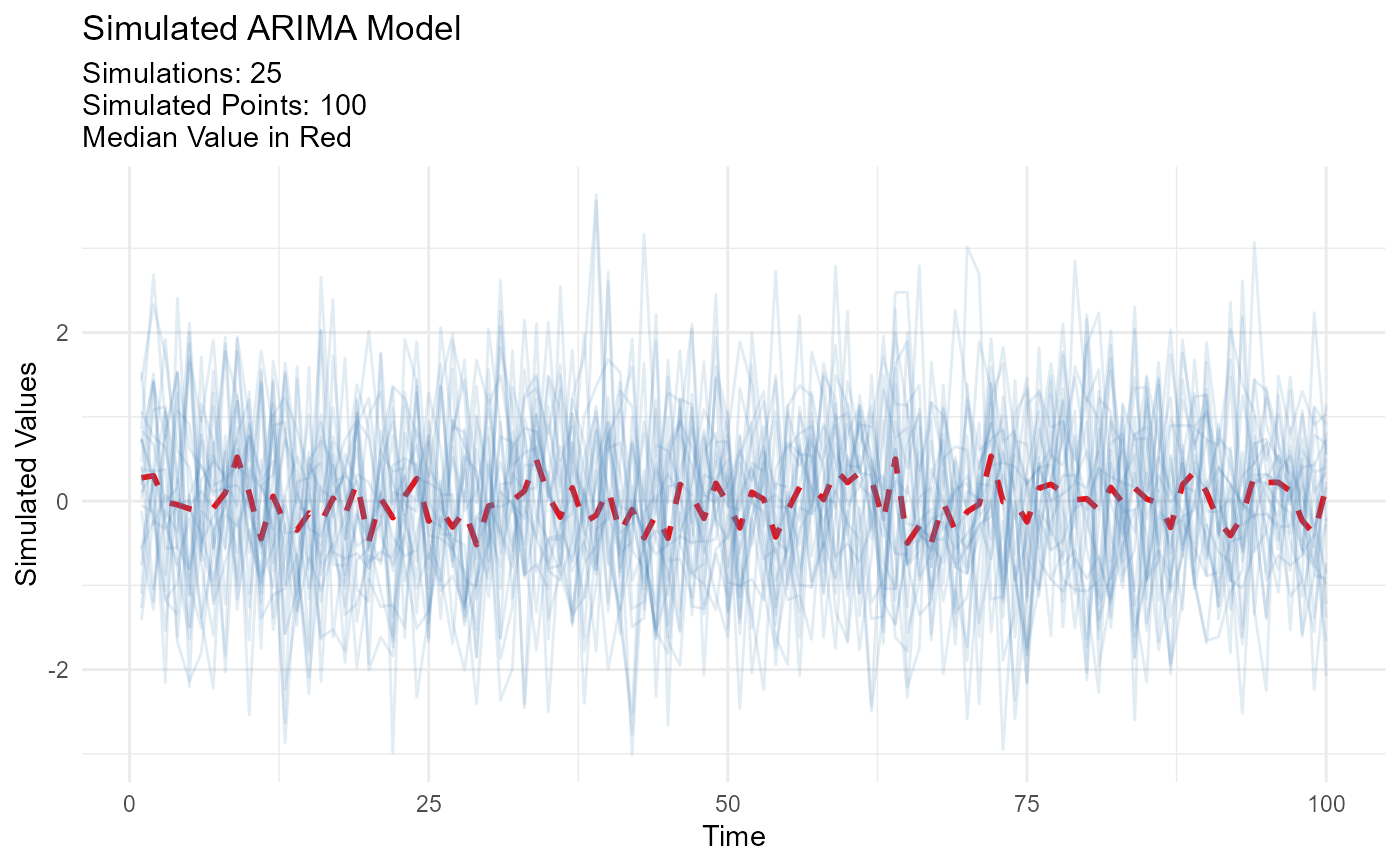 Simulated ARIMA Model
Simulations: 25
Simulated Points: 100
Median Value in Red
Simulated Values
2
0
-2
0
25
50
75
100
Time